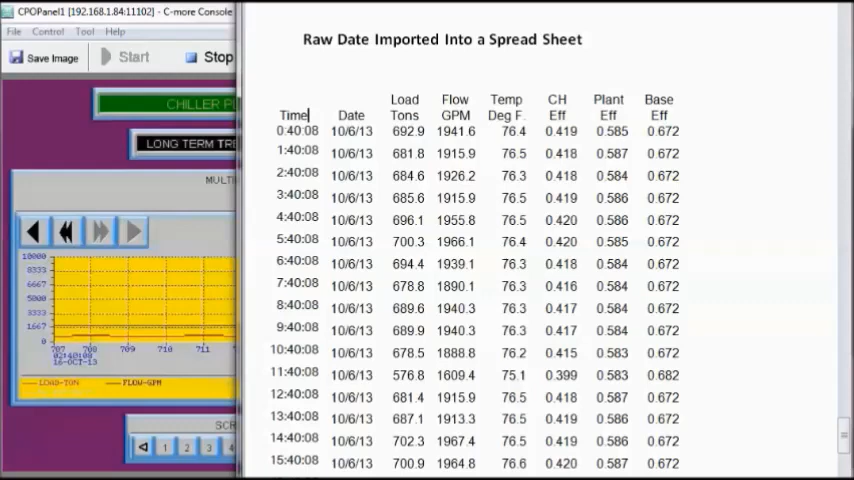 CPOPanel1 [192.168.1.84:11102] - C-more Console
File Control Tool Help
Save Image Start Stop
CHILLER PL
LONG TERM TRE
MULTI
10000
8333
6667
5000
3333
1667
0
707 708 709 710 711
02:40:08
16-OCT-13
LOAD-TON FLOW-GPM
SCR
1 2 3 4
Raw Date Imported Into a Spread Sheet
Load Flow Temp CH Plant Base
Time Date Tons GPM Deg F. Eff Eff Eff
0:40:08 10/6/13 692.9 1941.6 76.4 0.419 0.585 0.672
1:40:08 10/6/13 681.8 1915.9 76.5 0.418 0.587 0.672
2:40:08 10/6/13 684.6 1926.2 76.3 0.418 0.584 0.672
3:40:08 10/6/13 685.6 1915.9 76.5 0.418 0.586 0.672
4:40:08 10/6/13 696.1 1955.8 76.5 0.420 0.586 0.672
5:40:08 10/6/13 700.3 1966.1 76.4 0.420 0.585 0.672
6:40:08 10/6/13 694.4 1939.1 76.3 0.418 0.584 0.672
7:40:08 10/6/13 678.8 1890.1 76.3 0.416 0.584 0.672
8:40:08 10/6/13 689.6 1940.3 76.3 0.417 0.584 0.672
9:40:08 10/6/13 689.9 1940.3 76.3 0.417 0.584 0.672
10:40:08 10/6/13 678.5 1888.8 76.2 0.415 0.583 0.672
11:40:08 10/6/13 576.8 1609.4 75.1 0.399 0.583 0.682
12:40:08 10/6/13 681.4 1915.9 76.5 0.418 0.587 0.672
13:40:08 10/6/13 687.1 1913.3 76.5 0.419 0.586 0.672
14:40:08 10/6/13 702.3 1967.4 76.5 0.419 0.586 0.672
15:40:08 10/6/13 700.9 1964.8 76.6 0.420 0.587 0.672